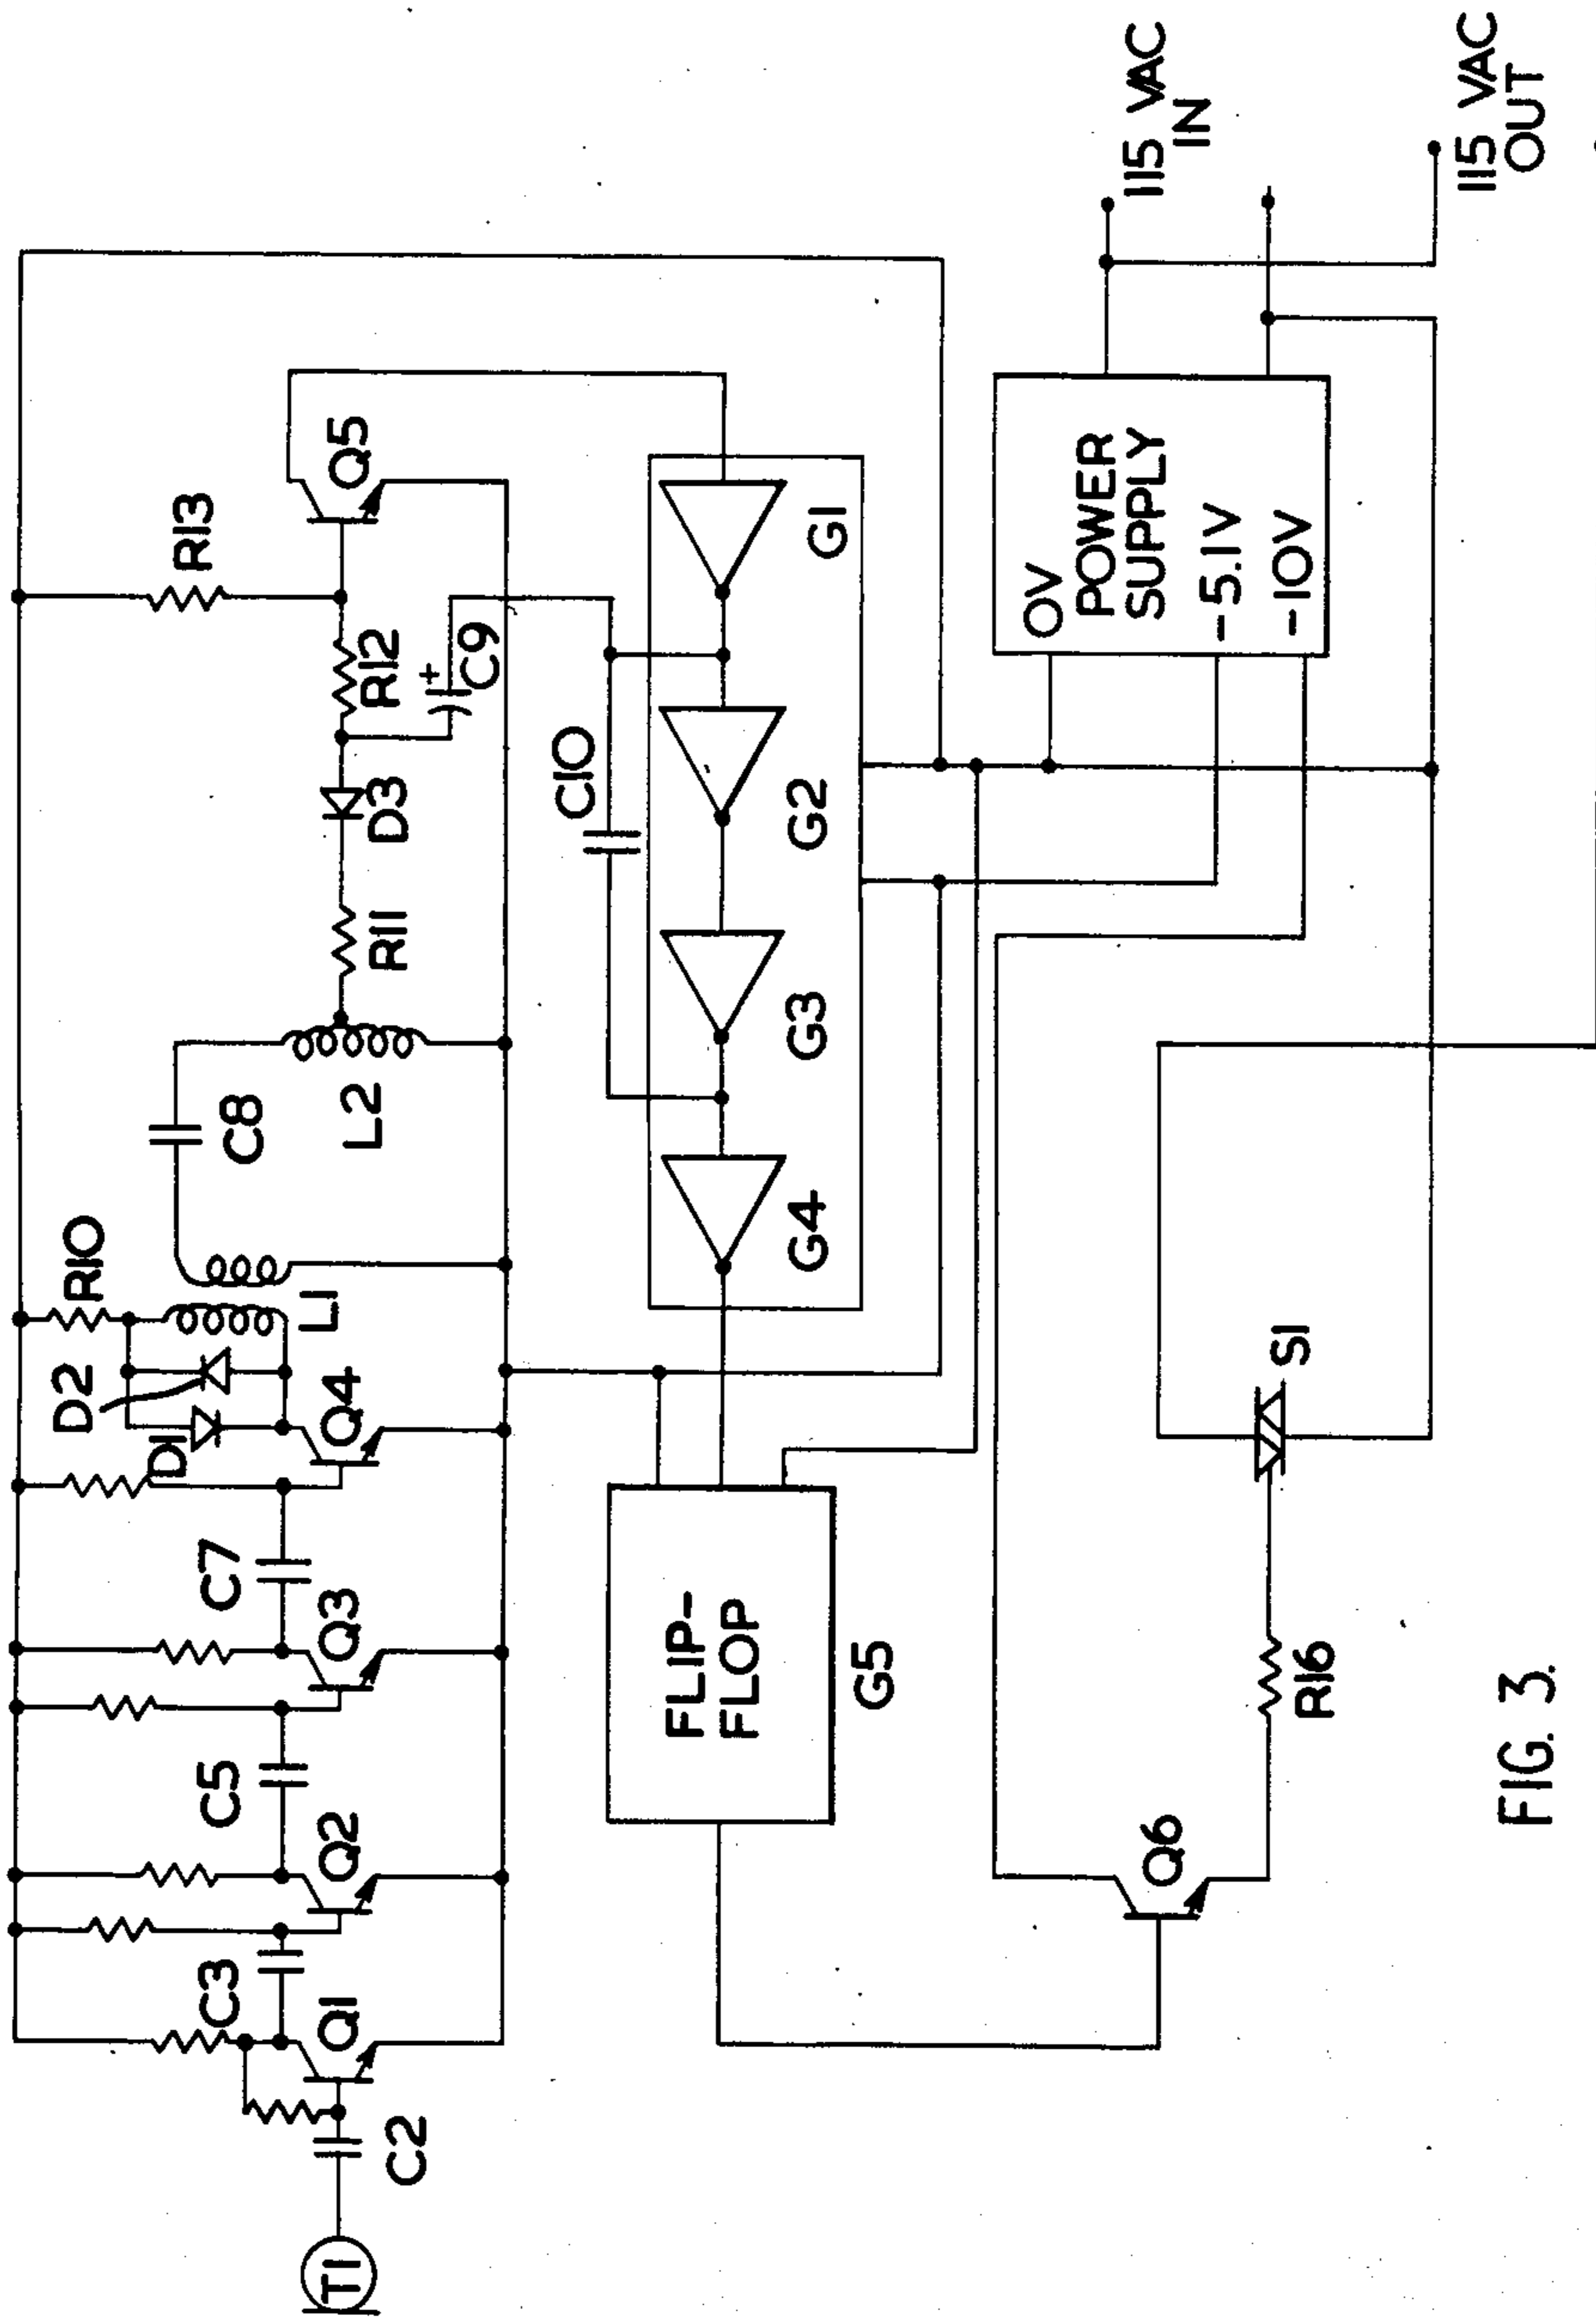 R13
R10
D2
D1
Q5
R12
C9
+
D3
R11
C8
L2
L1
Q4
C7
Q3
C5
Q2
C3
Q1
C2
T1
C10
G1
G2
G3
G4
FLIP-
FLOP
G5
0V
POWER
SUPPLY
-5.1V
-10V
115 VAC
IN
115 VAC
OUT
S1
R16
Q6
FIG. 3.